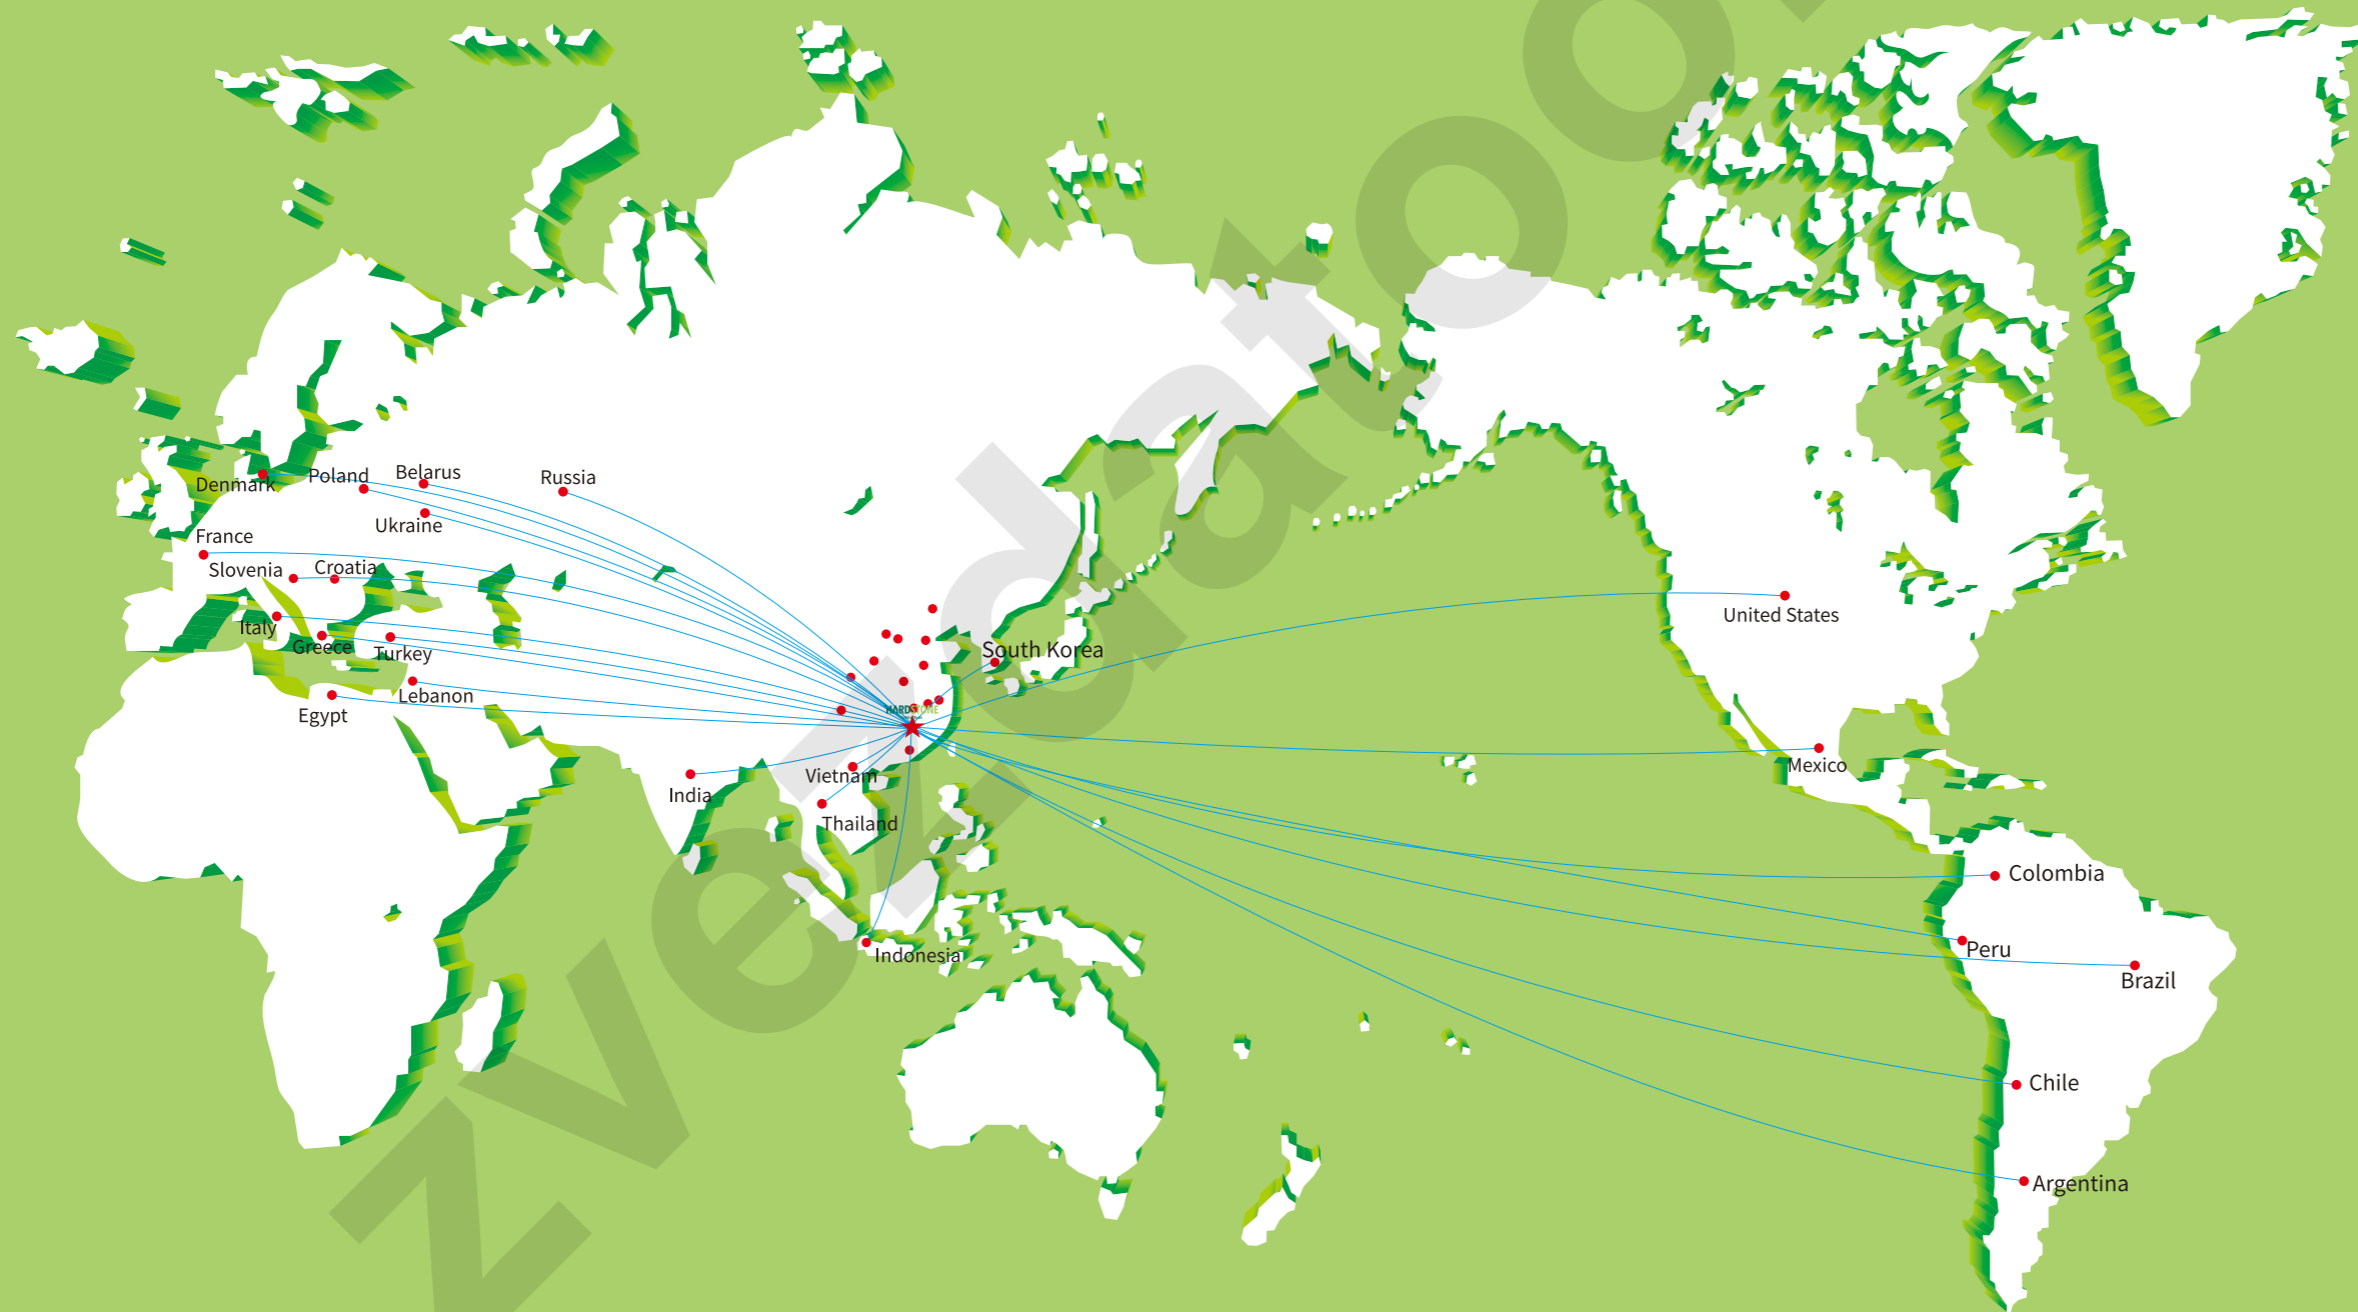 Belarus
Poland
Russia
Denmark
Ukraine
France
Slovenia
Croatia
United States
Italy
Greece
Turkey
South Korea
Lebanon
HARDSTONE
Egypt
Mexico
Vietnam
India
Thailand
Colombia
Peru
Indonesia
Brazil
Chile
Argentina